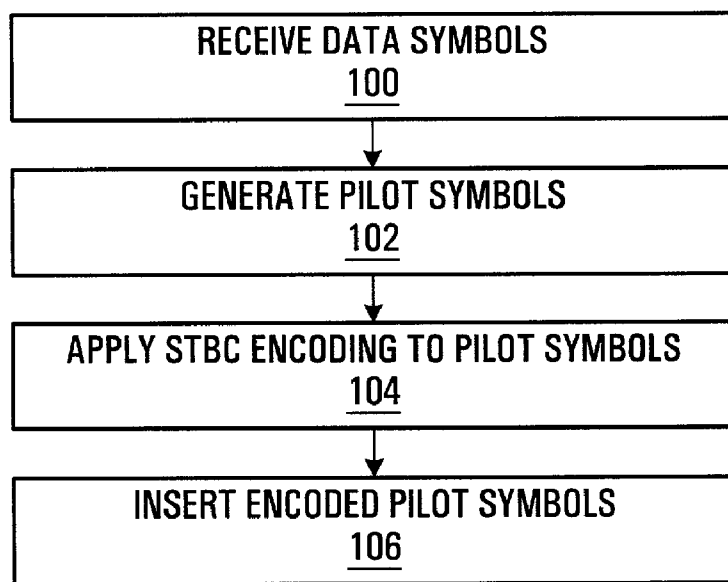 RECEIVE DATA SYMBOLS
100
GENERATE PILOT SYMBOLS
102
APPLY STBC ENCODING TO PILOT SYMBOLS
104
INSERT ENCODED PILOT SYMBOLS
106